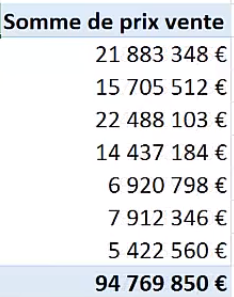 Somme de prix vente
21 883 348 €
15 705 512 €
22 488 103 €
14 437 184 €
6 920 798 €
7 912 346 €
5 422 560 €
94 769 850 €